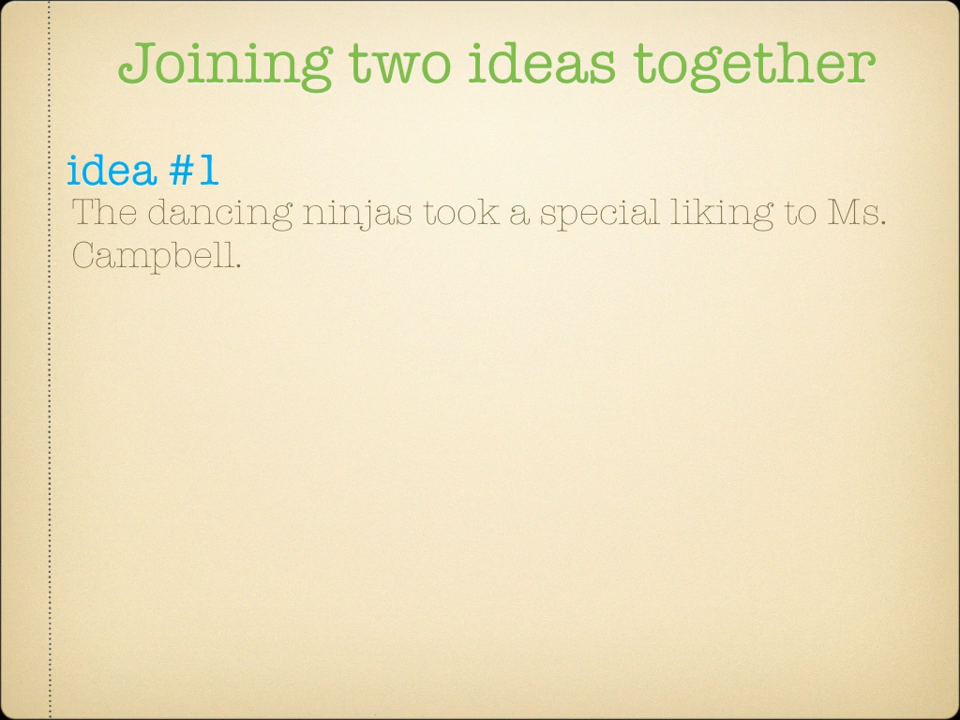 Joining two ideas together
idea #1
The dancing ninjas took a special liking to Ms.
Campbell.